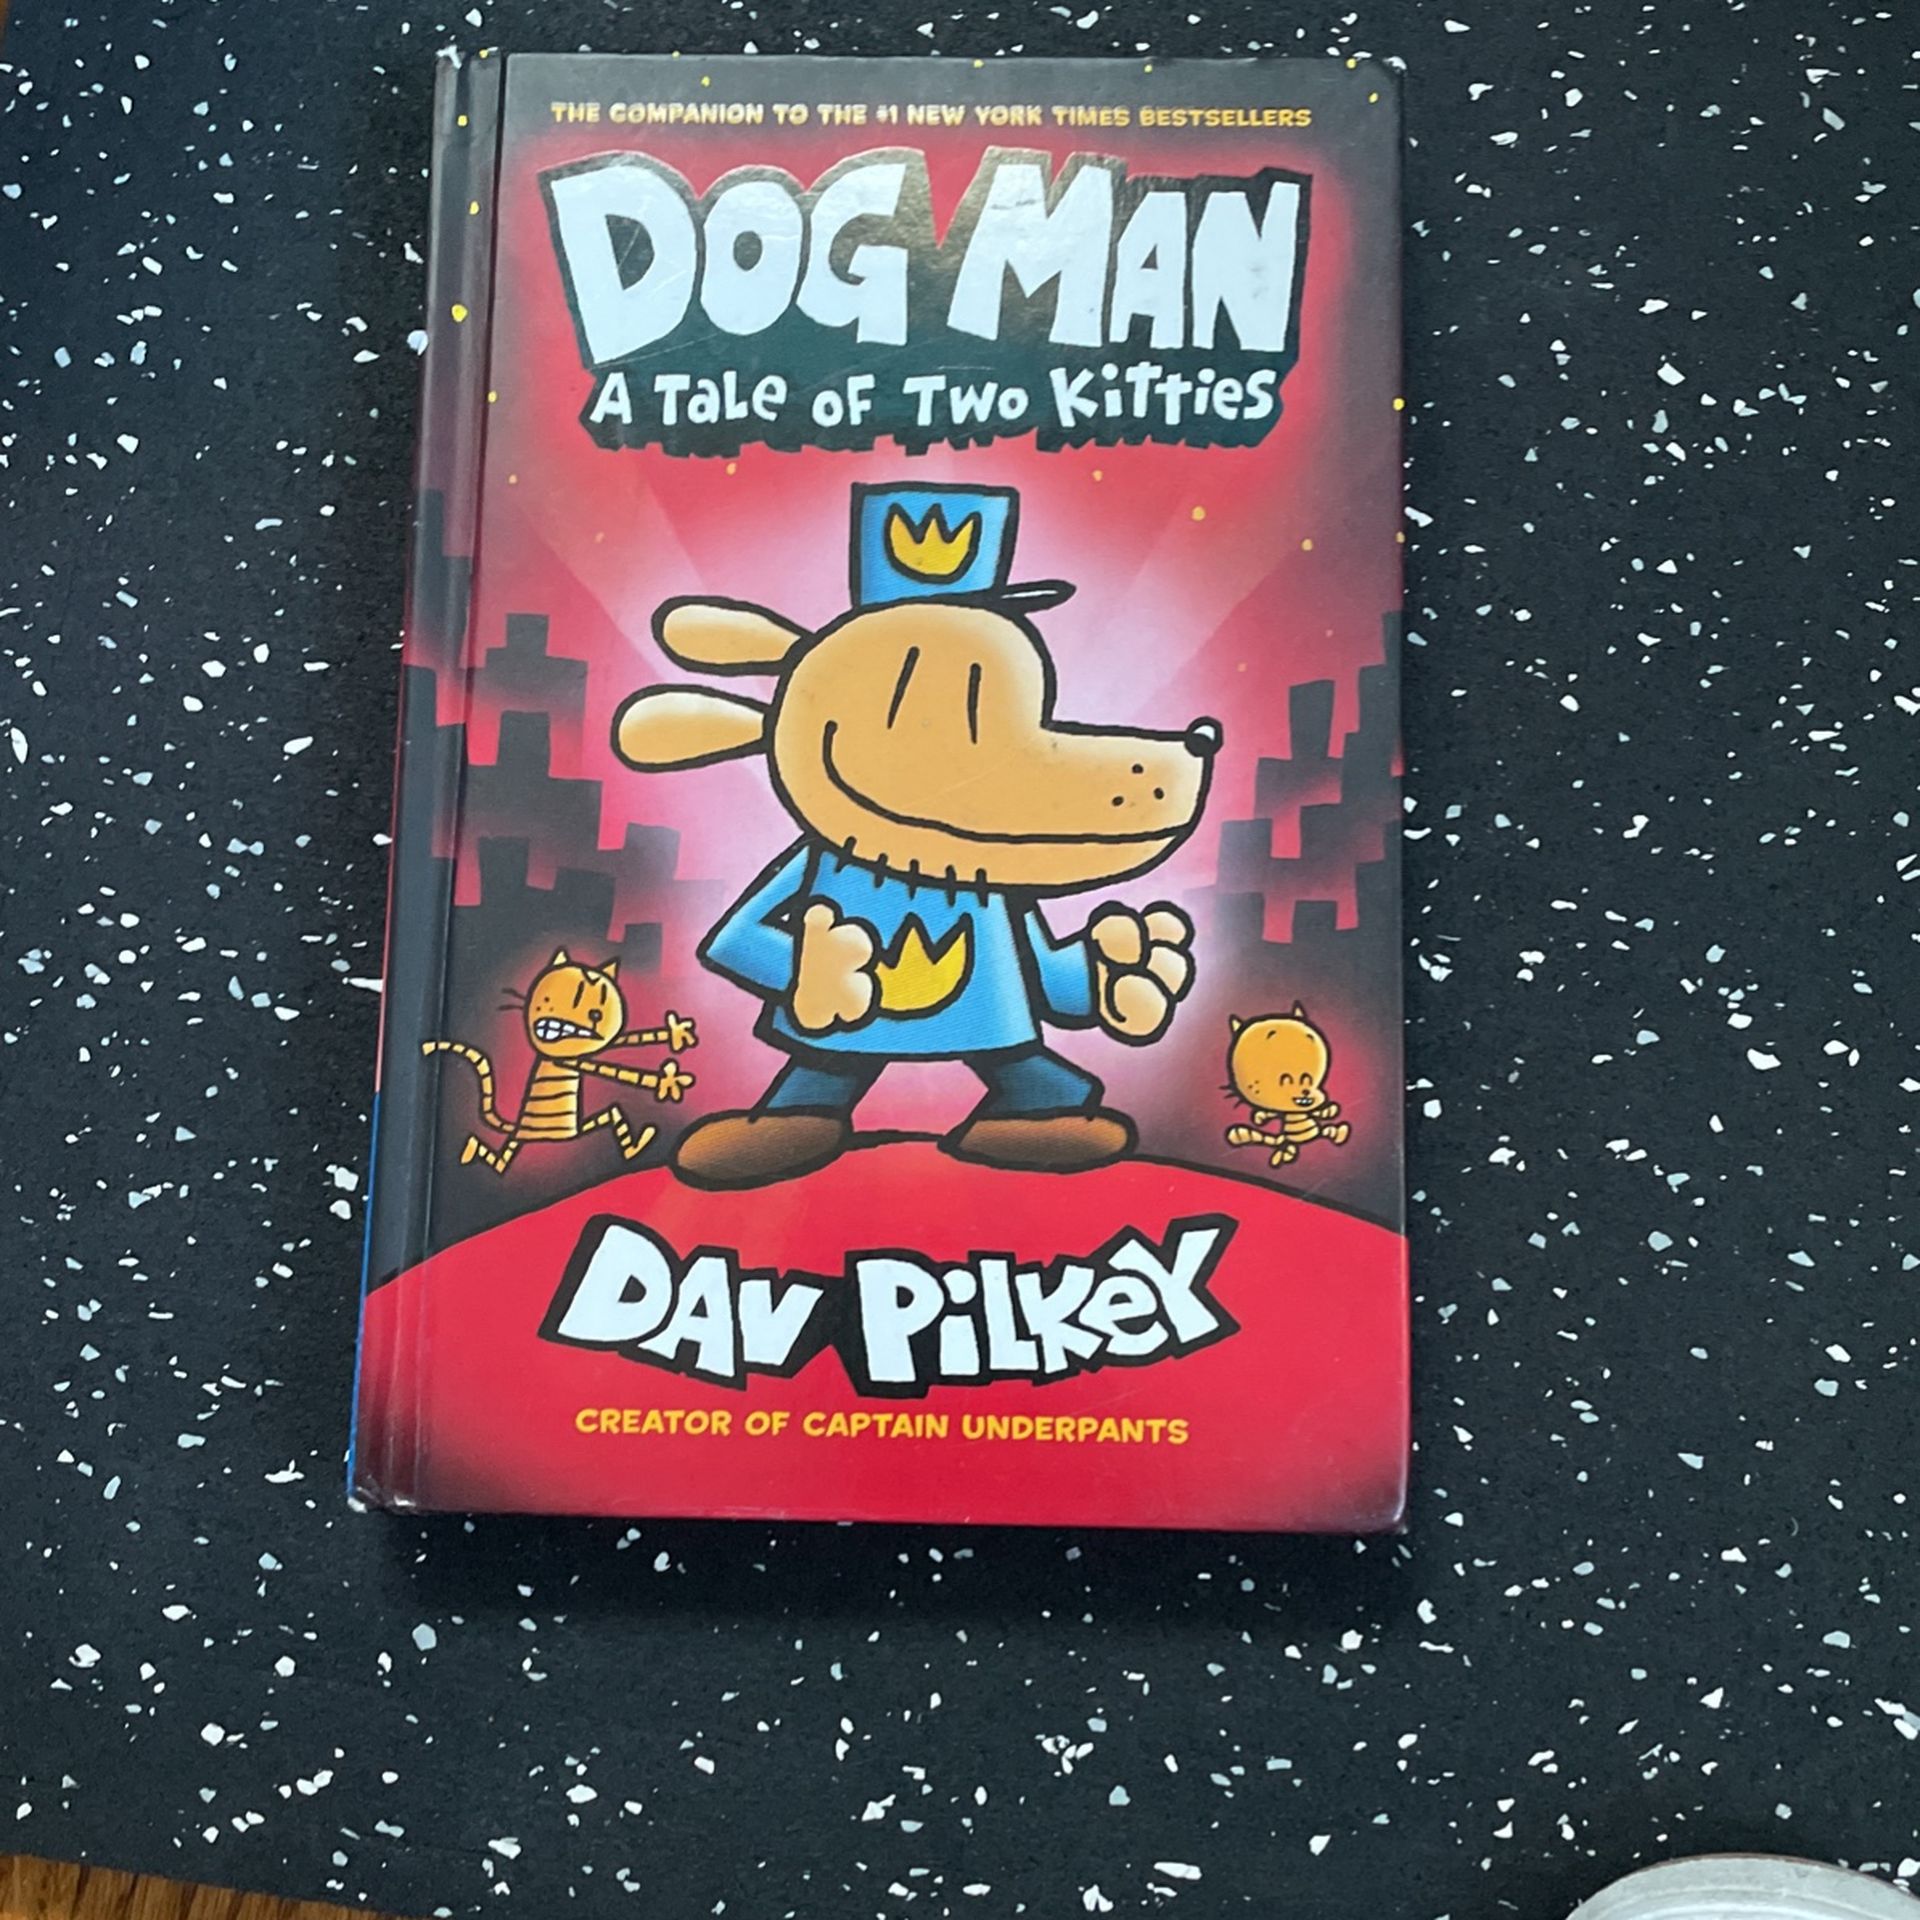 THE COMPANION TO THE #1 NEW YORK TIMES BESTSELLERS
DOG MAN
A TALE OF TWO KITTIES
DAV PILKEY
CREATOR OF CAPTAIN UNDERPANTS